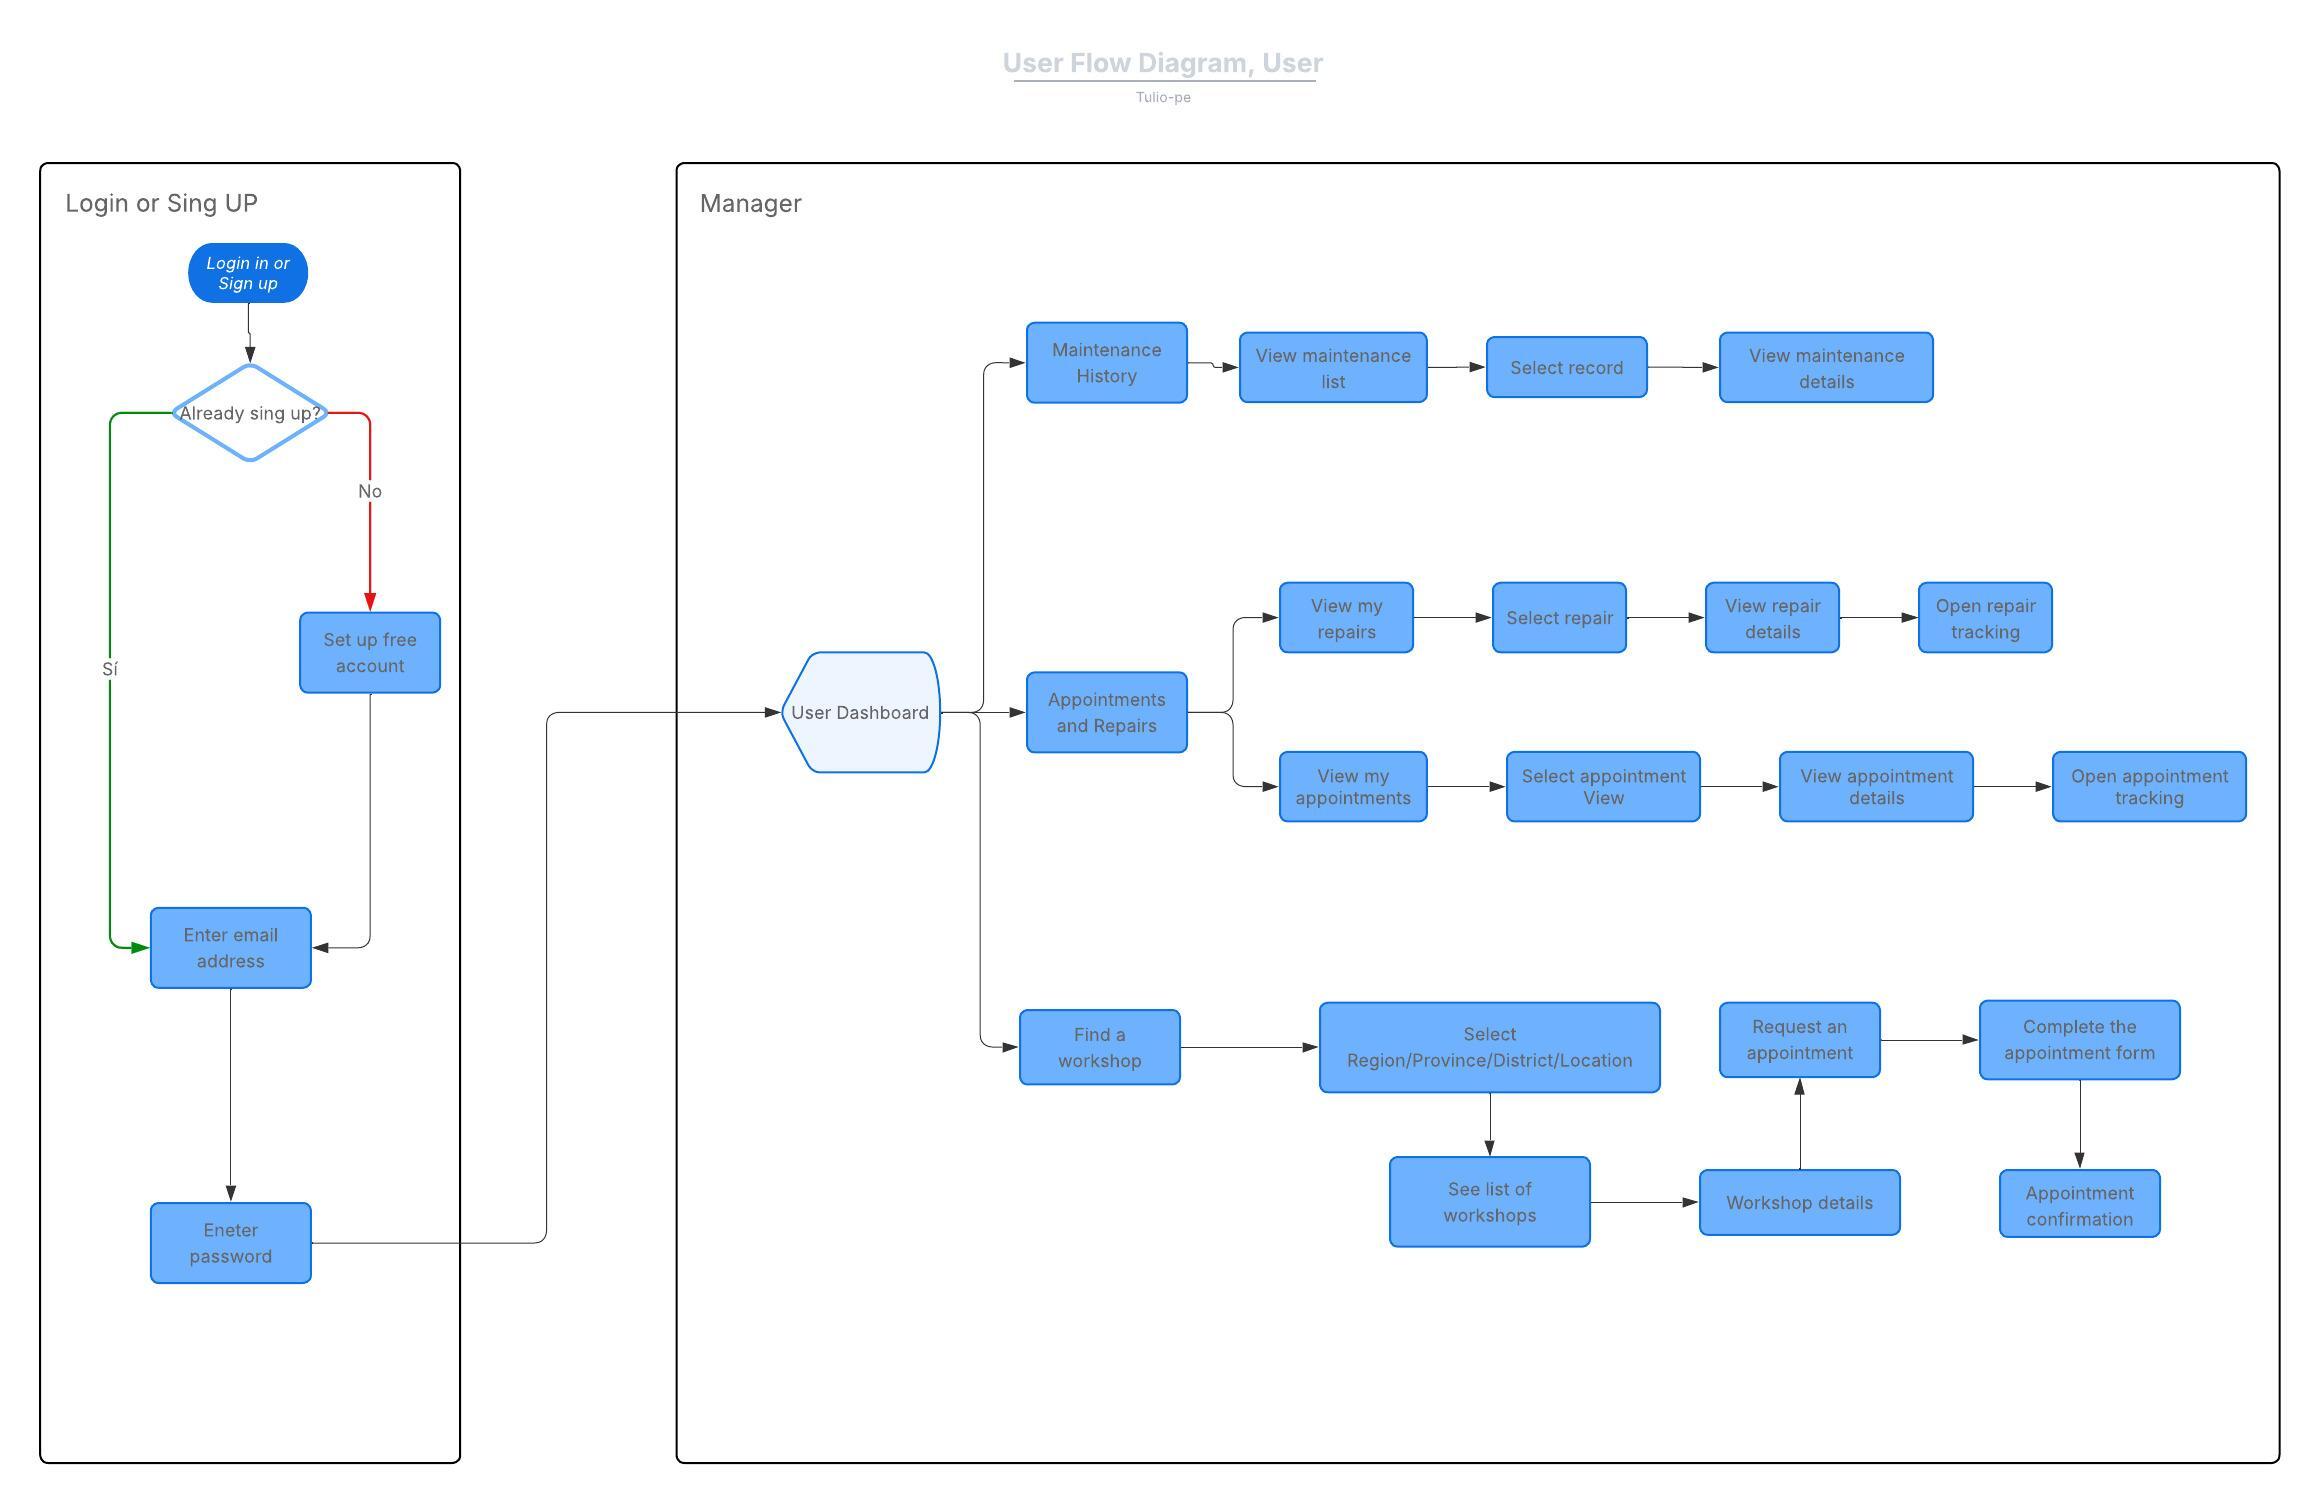 User Flow Diagram, User
Tulio-pe
Login or Sing UP
Login in or
Sign up
Already sing up?
No
Sí
Set up free
account
Enter email
address
Eneter
password
Manager
User Dashboard
Maintenance
History
View maintenance
list
Select record
View maintenance
details
Appointments
and Repairs
View my
repairs
Select repair
View repair
details
Open repair
tracking
View my
appointments
Select appointment
View
View appointment
details
Open appointment
tracking
Find a
workshop
Select
Region/Province/District/Location
See list of
workshops
Workshop details
Request an
appointment
Complete the
appointment form
Appointment
confirmation